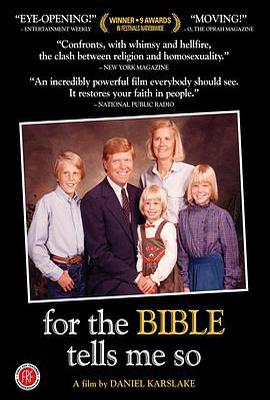 “EYE-OPENING!”
– ENTERTAINMENT WEEKLY
WINNER • 9 AWARDS
IN FESTIVALS NATIONWIDE
“MOVING!”
– O, THE OPRAH MAGAZINE
“Confronts, with whimsy and hellfire,
the clash between religion and homosexuality.”
– NEW YORK MAGAZINE
“An incredibly powerful film everybody should see.
It restores your faith in people.”
– NATIONAL PUBLIC RADIO
for the BIBLE
tells me so
A film by DANIEL KARSLAKE